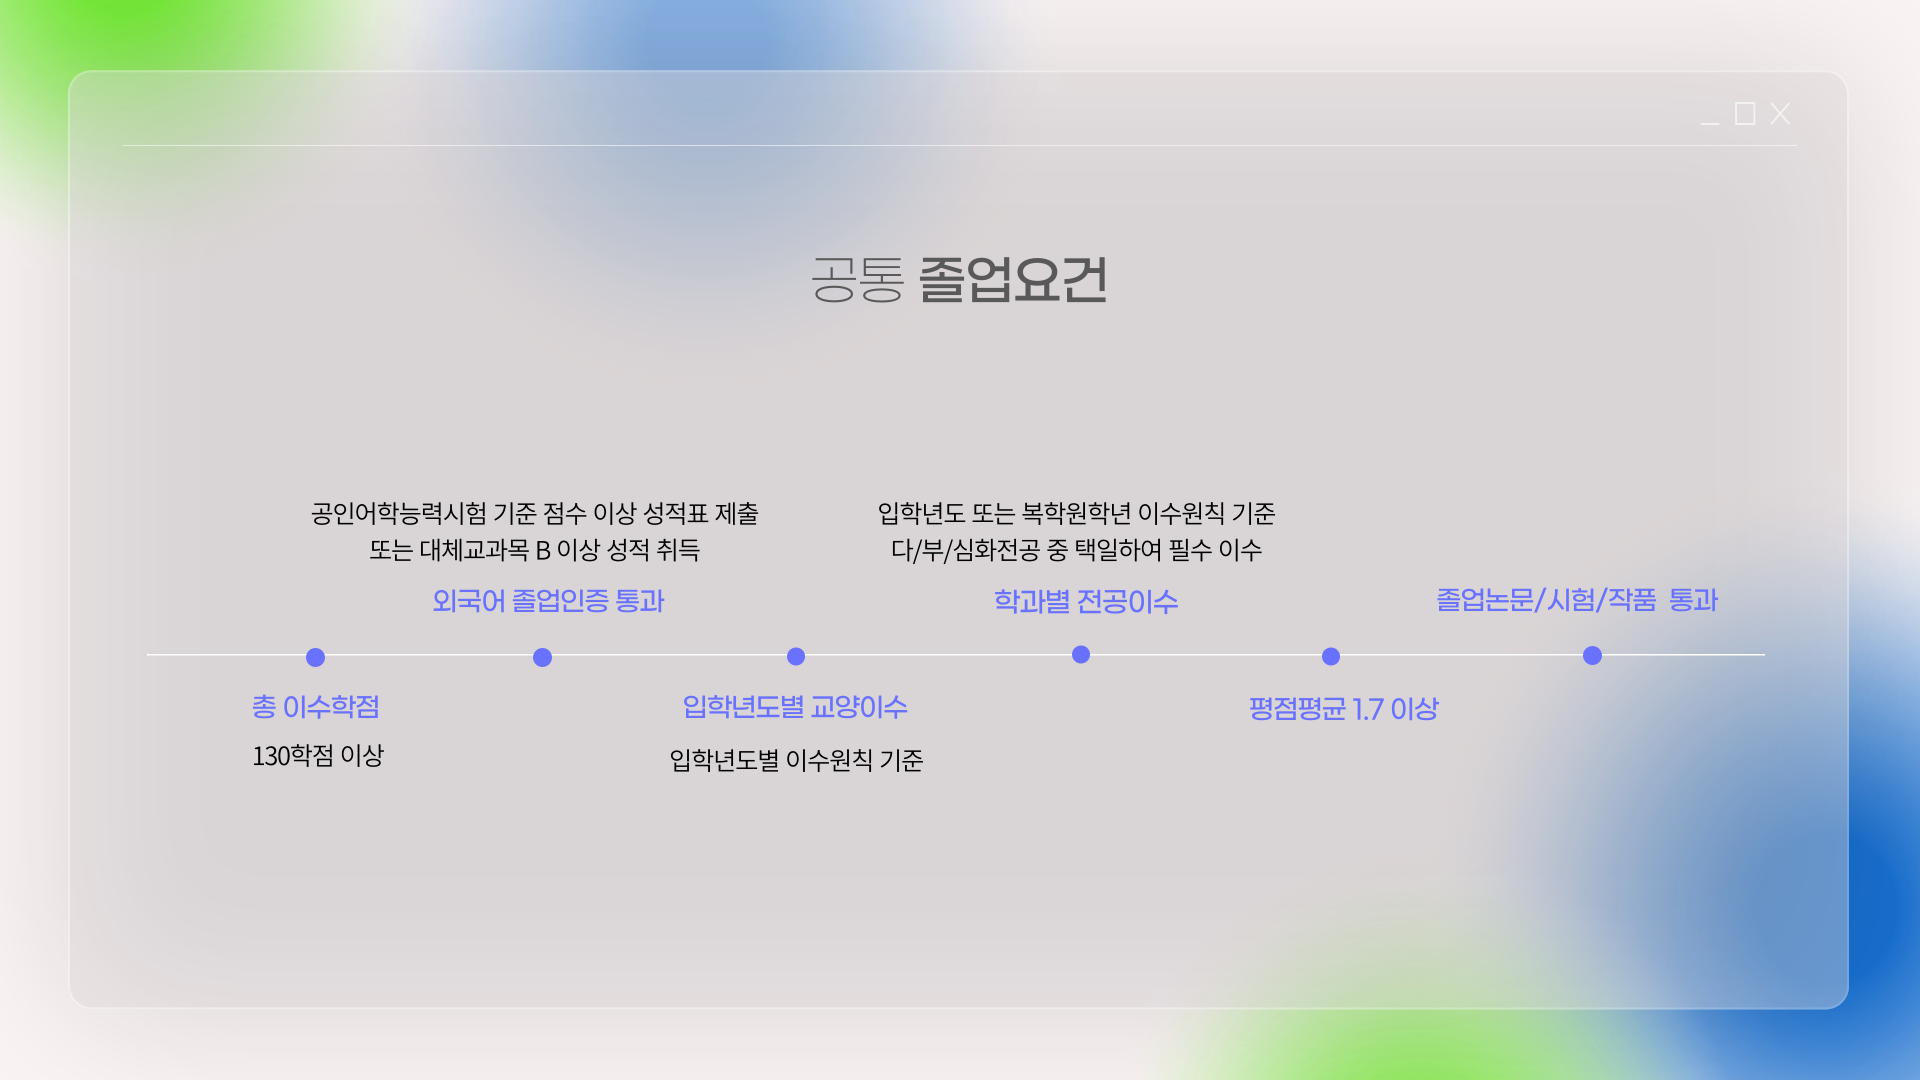 공통 졸업요건
공인어학능력시험 기준 점수 이상 성적표 제출
또는 대체교과목 B 이상 성적 취득
외국어 졸업인증 통과
입학년도 또는 복학원학년 이수원칙 기준
다/부/심화전공 중 택일하여 필수 이수
학과별 전공이수
졸업논문/시험/작품 통과
총 이수학점
130학점 이상
입학년도별 교양이수
입학년도별 이수원칙 기준
평점평균 1.7 이상